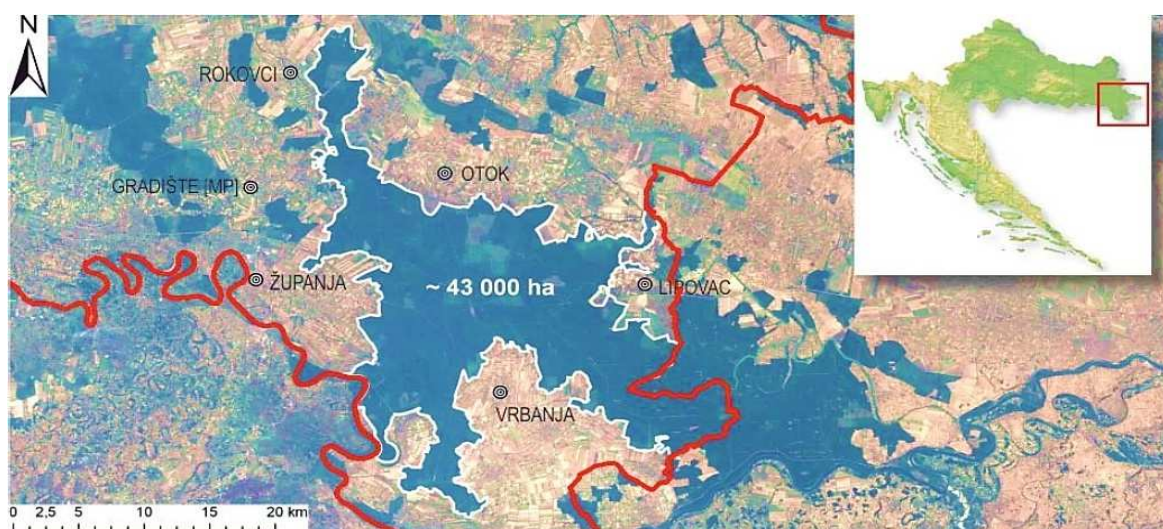 N
ROKOVCI
OTOK
GRADIŠTE [MP]
ŽUPANJA
~ 43 000 ha
LIPOVAC
VRBANJA
0 2,5 5 10 15 20 km